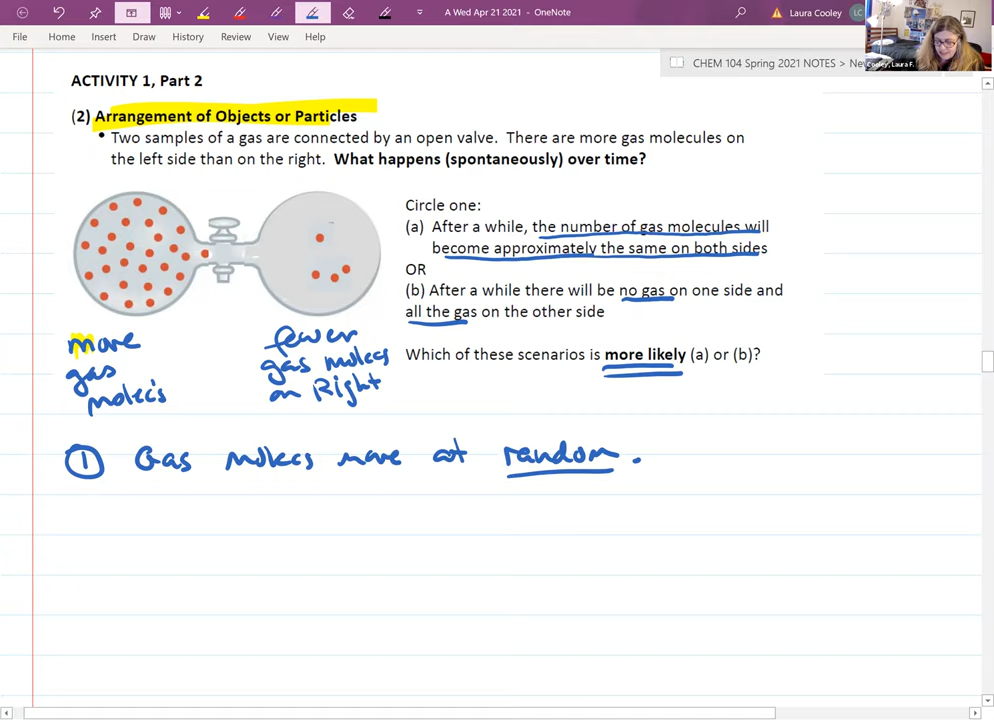 A Wed Apr 21 2021 - OneNote
Laura Cooley
LC
File Home Insert Draw History Review View Help
CHEM 104 Spring 2021 NOTES > Nev
Cooley, Laura F.
ACTIVITY 1, Part 2
(2) Arrangement of Objects or Particles
• Two samples of a gas are connected by an open valve. There are more gas molecules on
the left side than on the right. What happens (spontaneously) over time?
Circle one:
(a) After a while, the number of gas molecules will
become approximately the same on both sides
OR
(b) After a while there will be no gas on one side and
all the gas on the other side
Which of these scenarios is more likely (a) or (b)?
more
gas
molec's
fewer
gas molecs
on Right
① Gas molecs move at random.